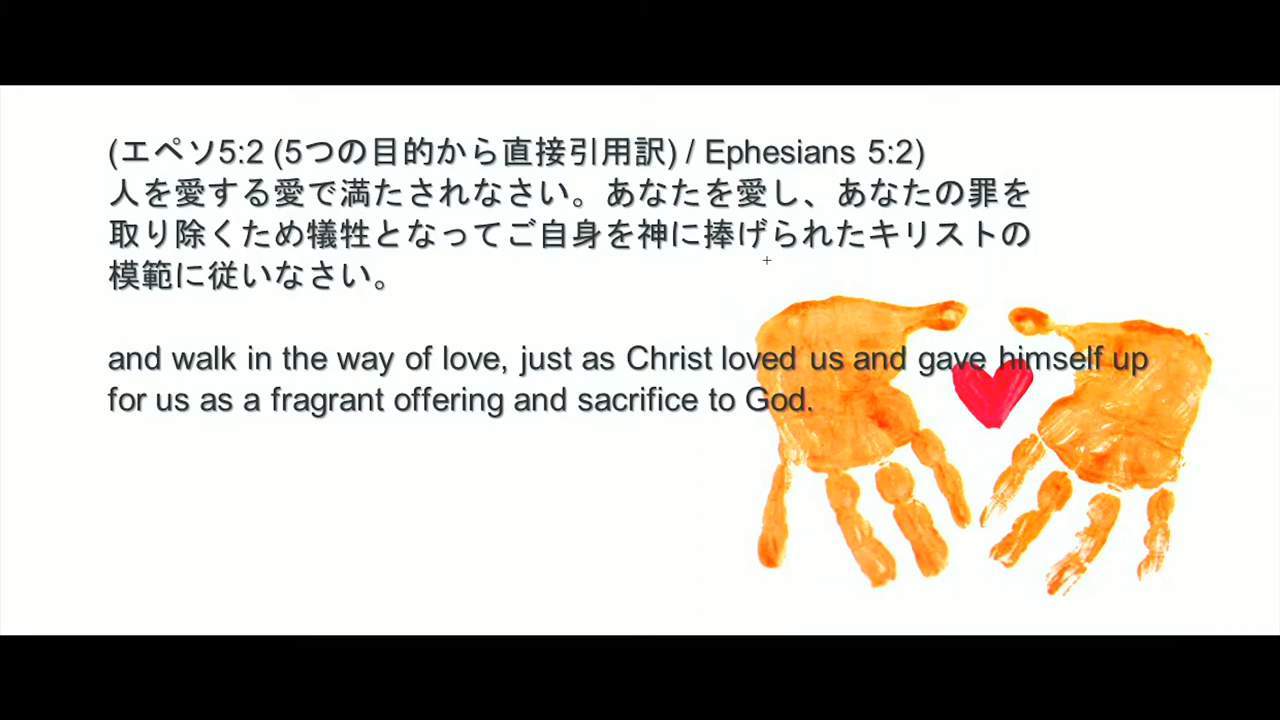 (エペソ5:2 (5つの目的から直接引用訳) / Ephesians 5:2)
人を愛する愛で満たされなさい。あなたを愛し、あなたの罪を
取り除くため犠牲となってご自身を神に捧げられたキリストの
模範に従いなさい。
and walk in the way of love, just as Christ loved us and gave himself up
for us as a fragrant offering and sacrifice to God.